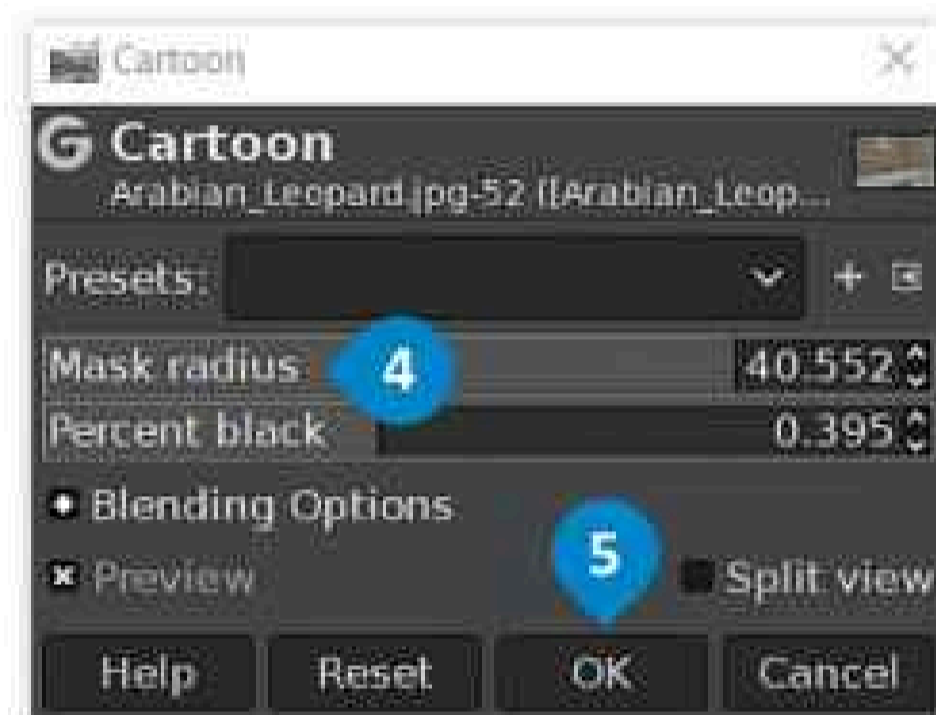 Cartoon
G Cartoon
Arabian_Leopard.jpg-52 ([Arabian_Leop...
Presets:
Mask radius 4 40.552
Percent black 0.395
Blending Options
5
Preview Split view
Help Reset OK Cancel